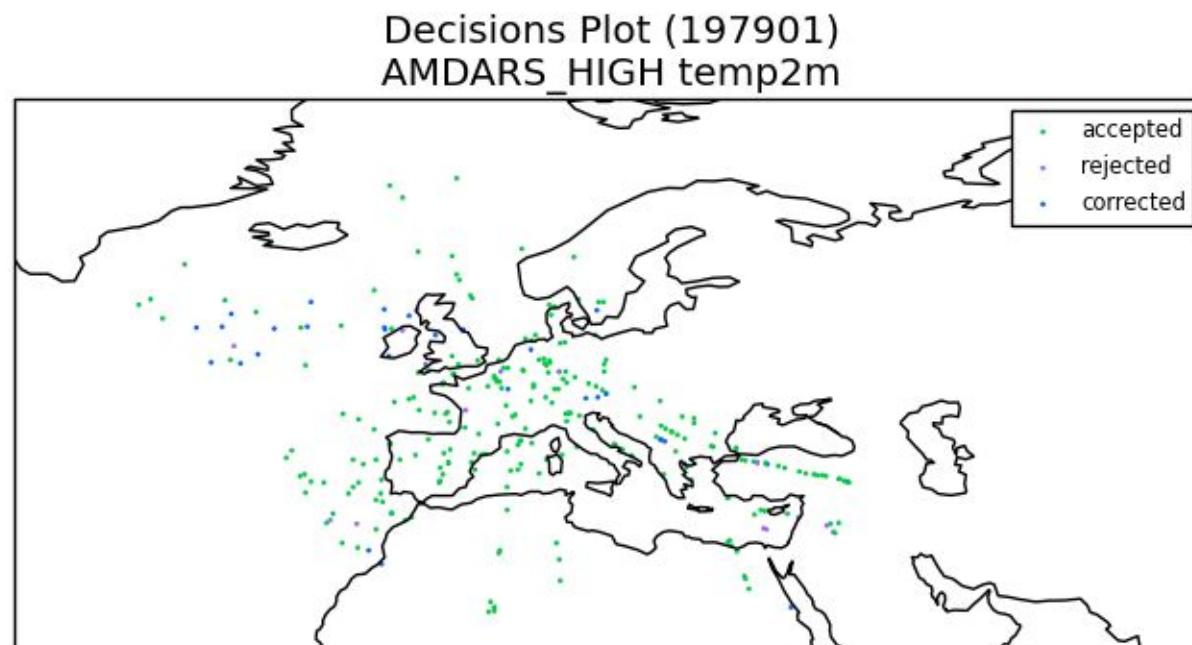 Decisions Plot (197901)
AMDARS_HIGH temp2m
accepted
rejected
corrected